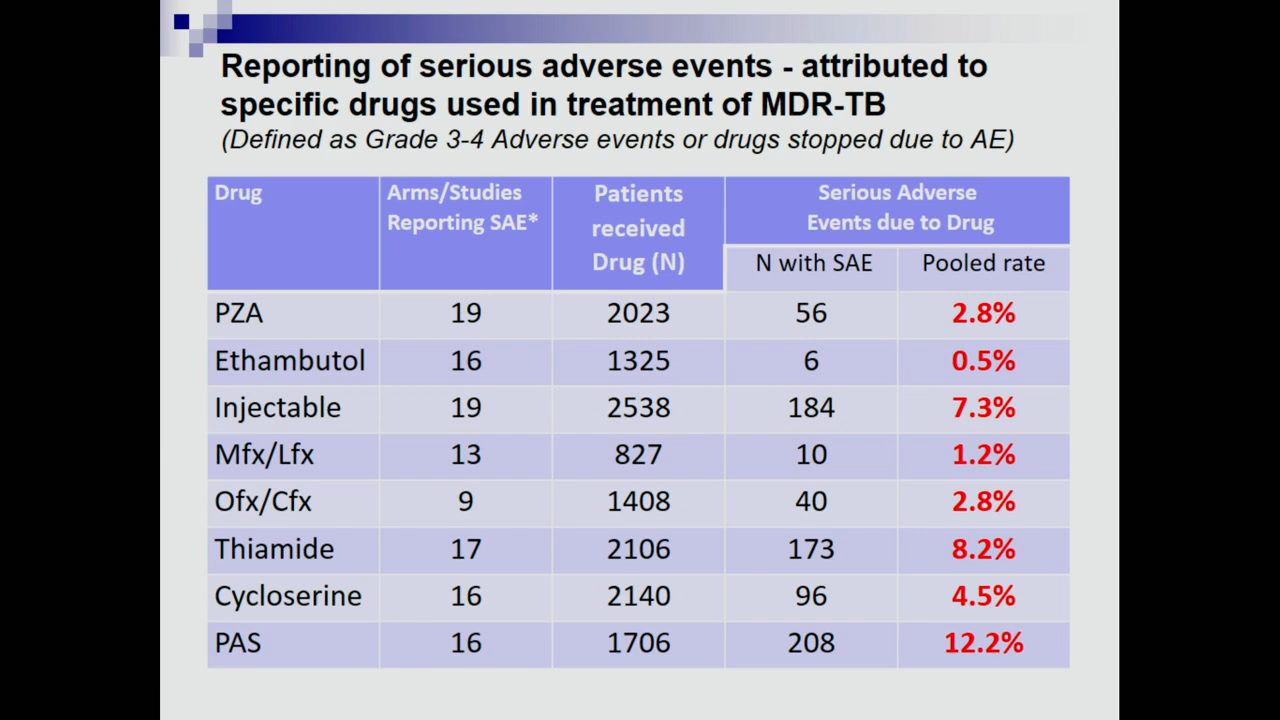 Reporting of serious adverse events - attributed to
specific drugs used in treatment of MDR-TB
(Defined as Grade 3-4 Adverse events or drugs stopped due to AE)
Drug Arms/Studies Reporting SAE* Patients received Drug (N) Serious Adverse Events due to Drug
N with SAE Pooled rate
PZA 19 2023 56 2.8%
Ethambutol 16 1325 6 0.5%
Injectable 19 2538 184 7.3%
Mfx/Lfx 13 827 10 1.2%
Ofx/Cfx 9 1408 40 2.8%
Thiamide 17 2106 173 8.2%
Cycloserine 16 2140 96 4.5%
PAS 16 1706 208 12.2%